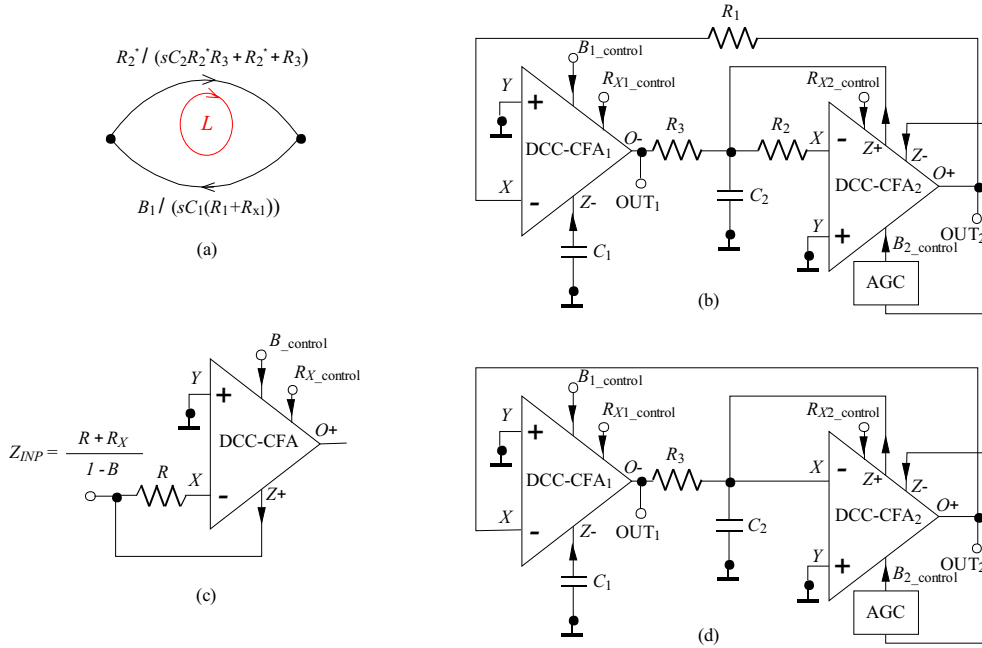 R2* / (sC2R2*R3 + R2* + R3)
L
B1 / (sC1(R1+Rx1))
(a)
R1
B1_control
RX1_control
Y
+
DCC-CFA1
X
-
Z-
O-
R3
OUT1
C1
C2
R2
RX2_control
X
-
Z+
Z-
DCC-CFA2
O+
Y
+
OUT2
B2_control
AGC
(b)
B_control
RX_control
Y
+
DCC-CFA
O+
ZINP = R + RX / 1 - B
R
X
-
Z+
(c)
B1_control
RX1_control
Y
+
DCC-CFA1
X
-
Z-
O-
R3
OUT1
C1
C2
RX2_control
X
-
Z+
Z-
DCC-CFA2
O+
Y
+
OUT2
B2_control
AGC
(d)